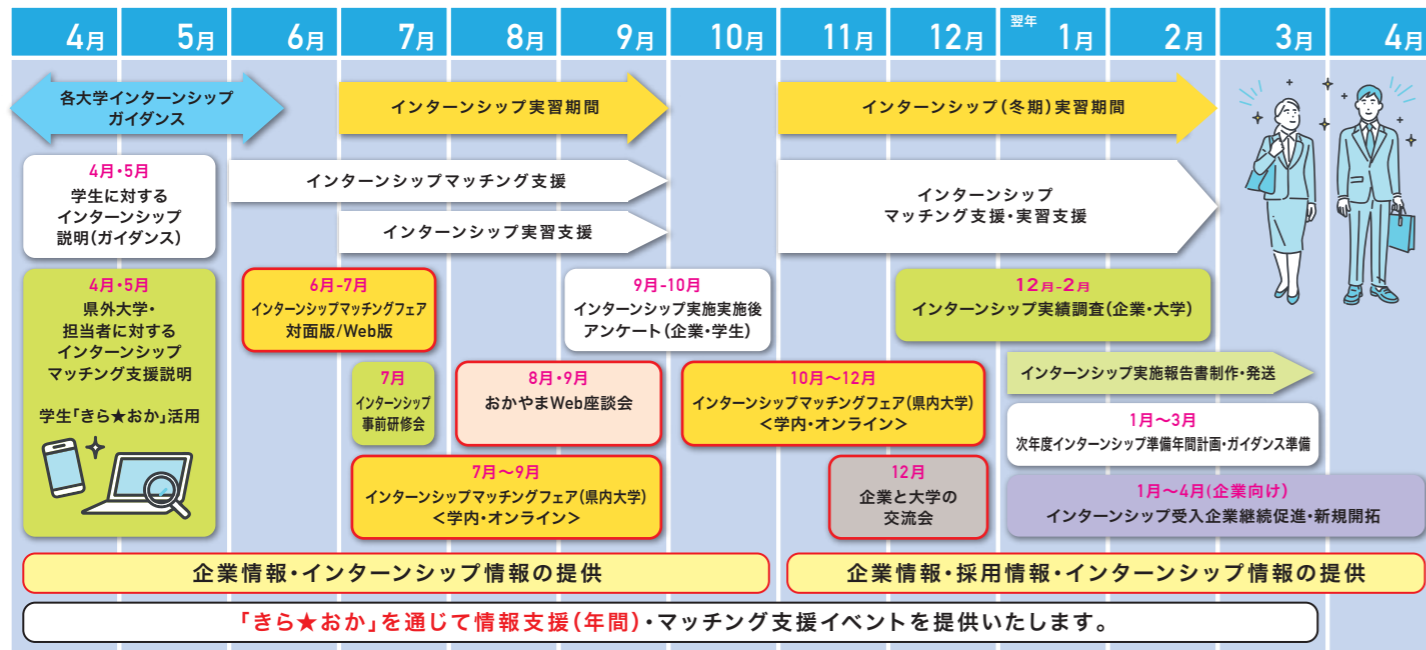 4月 5月 6月 7月 8月 9月 10月 11月 12月 翌年 1月 2月 3月 4月
各大学インターンシップ
ガイダンス
インターンシップ実習期間
インターンシップ(冬期)実習期間
4月・5月
学生に対する
インターンシップ
説明(ガイダンス)
インターンシップマッチング支援
インターンシップ実習支援
インターンシップ
マッチング支援・実習支援
4月・5月
県外大学・
担当者に対する
インターンシップ
マッチング支援説明
学生「きら★おか」活用
6月-7月
インターンシップマッチングフェア
対面版/Web版
9月-10月
インターンシップ実施実施後
アンケート(企業・学生)
12月-2月
インターンシップ実績調査(企業・大学)
7月
インターンシップ
事前研修会
8月・9月
おかやまWeb座談会
10月〜12月
インターンシップマッチングフェア(県内大学)
<学内・オンライン>
インターンシップ実施報告書制作・発送
1月〜3月
次年度インターンシップ準備年間計画・ガイダンス準備
7月〜9月
インターンシップマッチングフェア(県内大学)
<学内・オンライン>
12月
企業と大学の
交流会
1月〜4月(企業向け)
インターンシップ受入企業継続促進・新規開拓
企業情報・インターンシップ情報の提供
企業情報・採用情報・インターンシップ情報の提供
「きら★おか」を通じて情報支援(年間)・マッチング支援イベントを提供いたします。